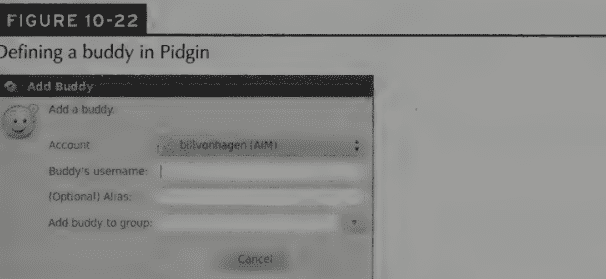 FIGURE 10-22
Defining a buddy in Pidgin
Add Buddy
Add a buddy.
Account billvonhagen (AIM)
Buddy's username:
(Optional) Alias:
Add buddy to group:
Cancel